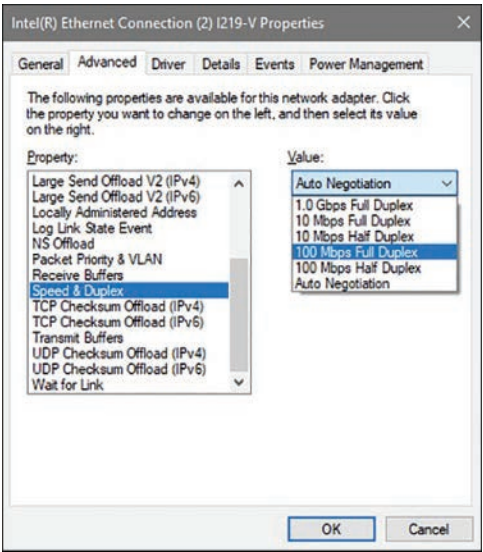 Intel(R) Ethernet Connection (2) I219-V Properties
General Advanced Driver Details Events Power Management
The following properties are available for this network adapter. Click
the property you want to change on the left, and then select its value
on the right.
Property:
Large Send Offload V2 (IPv4)
Large Send Offload V2 (IPv6)
Locally Administered Address
Log Link State Event
NS Offload
Packet Priority & VLAN
Receive Buffers
Speed & Duplex
TCP Checksum Offload (IPv4)
TCP Checksum Offload (IPv6)
Transmit Buffers
UDP Checksum Offload (IPv4)
UDP Checksum Offload (IPv6)
Wait for Link
Value:
Auto Negotiation
1.0 Gbps Full Duplex
10 Mbps Full Duplex
10 Mbps Half Duplex
100 Mbps Full Duplex
100 Mbps Half Duplex
Auto Negotiation
OK Cancel